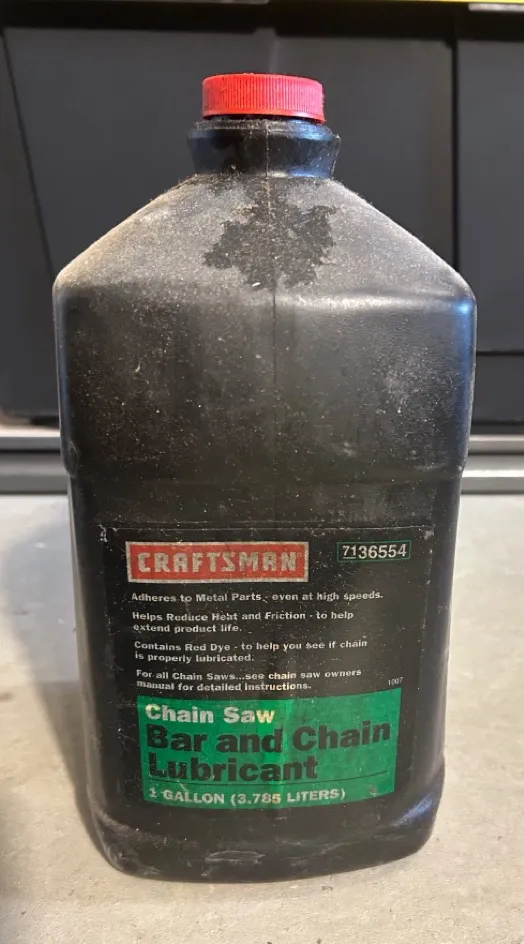 CRAFTSMAN
7136554
Adheres to Metal Parts - even at high speeds.
Helps Reduce Heat and Friction - to help
extend product life.
Contains Red Dye - to help you see if chain
is properly lubricated.
For all Chain Saws...see chain saw owners
manual for detailed instructions.
1097
Chain Saw
Bar and Chain
Lubricant
1 GALLON (3.785 LITERS)